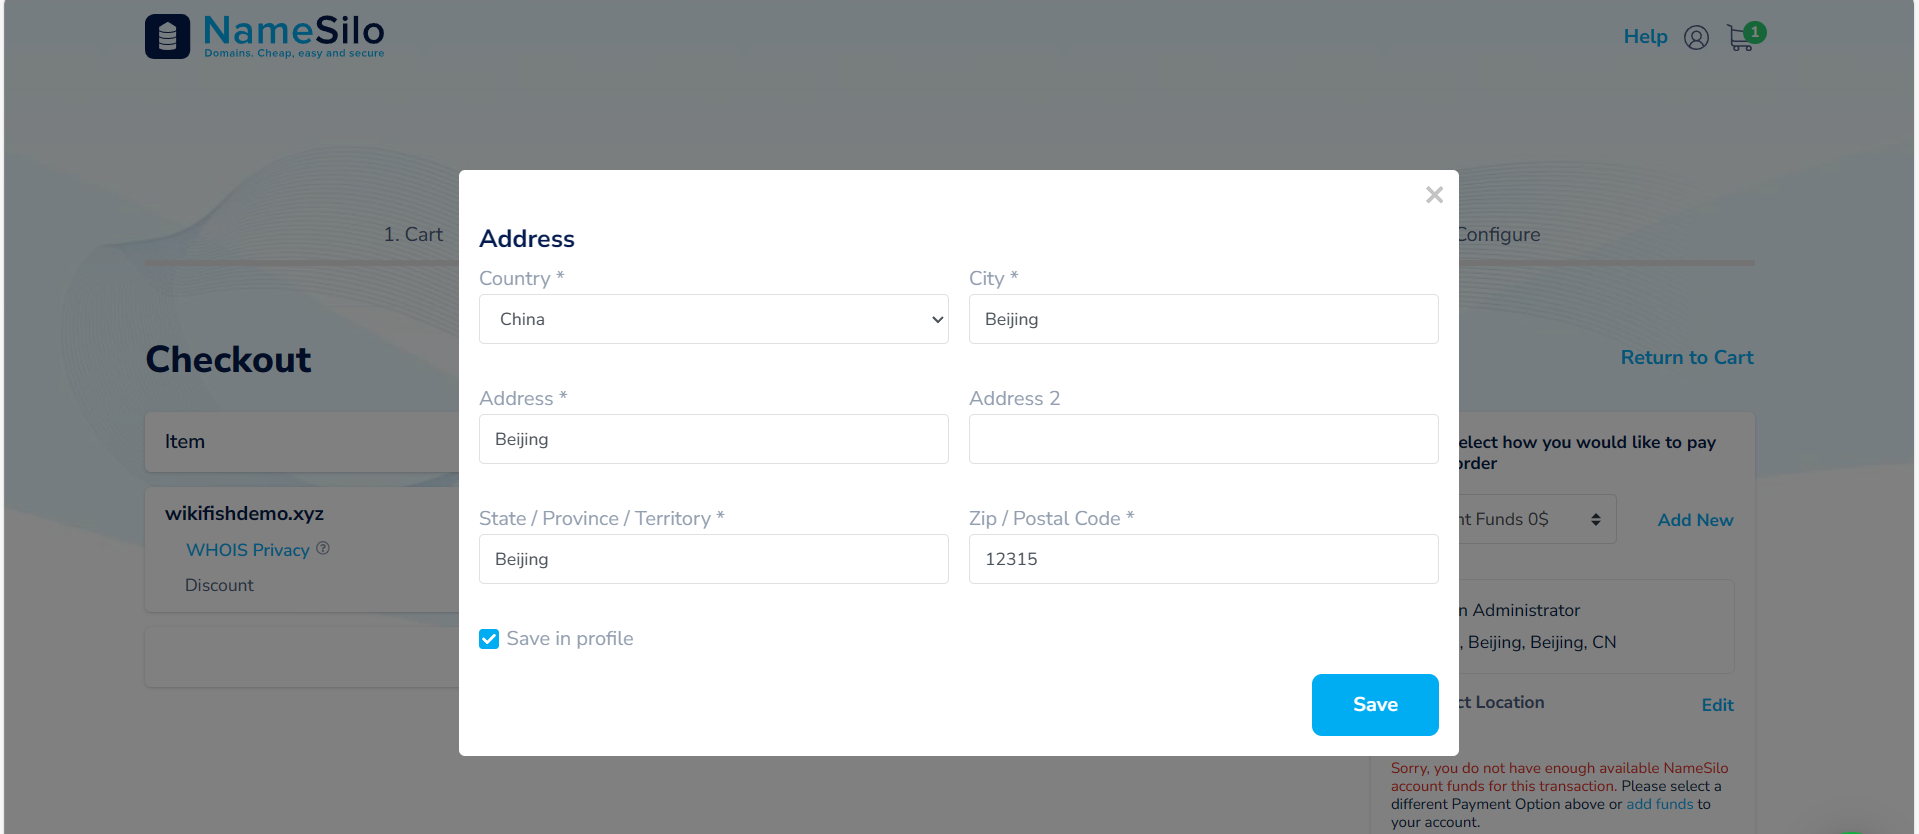 NameSilo
Domains. Cheap, easy and secure
Help
1
1. Cart
Configure
Checkout
Return to Cart
Item
wikifishdemo.xyz
WHOIS Privacy
Discount
Address
Country *
City *
China
Beijing
Address *
Address 2
Beijing
State / Province / Territory *
Zip / Postal Code *
Beijing
12315
Save in profile
Save
elect how you would like to pay
order
nt Funds 0$
Add New
n Administrator
, Beijing, Beijing, CN
ct Location
Edit
Sorry, you do not have enough available NameSilo
account funds for this transaction. Please select a
different Payment Option above or add funds to
your account.